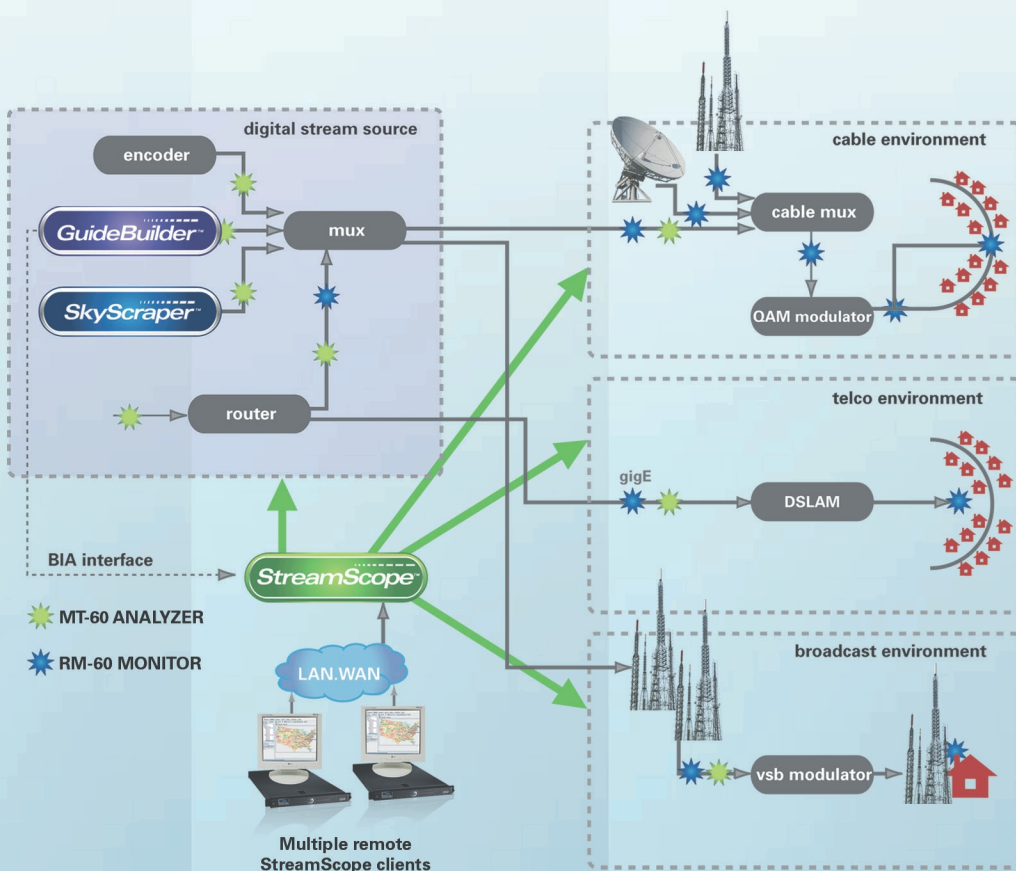 digital stream source
encoder
GuideBuilder™
mux
SkyScraper™
router
BIA interface
StreamScope™
MT-60 ANALYZER
RM-60 MONITOR
LAN.WAN
Multiple remote
StreamScope clients
cable environment
cable mux
QAM modulator
telco environment
gigE
DSLAM
broadcast environment
vsb modulator